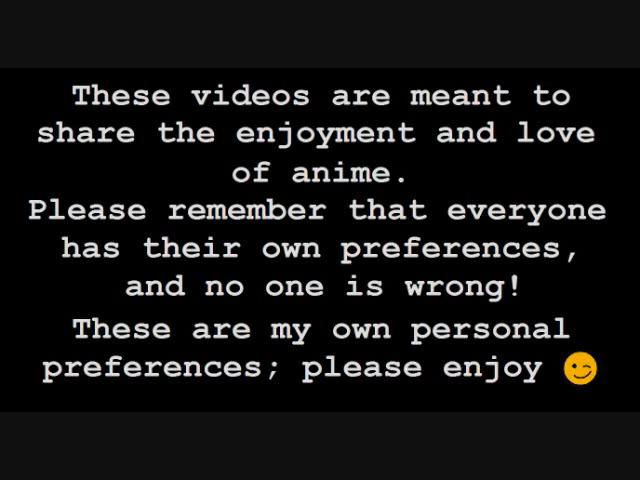 These videos are meant to
share the enjoyment and love
of anime.
Please remember that everyone
has their own preferences,
and no one is wrong!
These are my own personal
preferences; please enjoy 😉